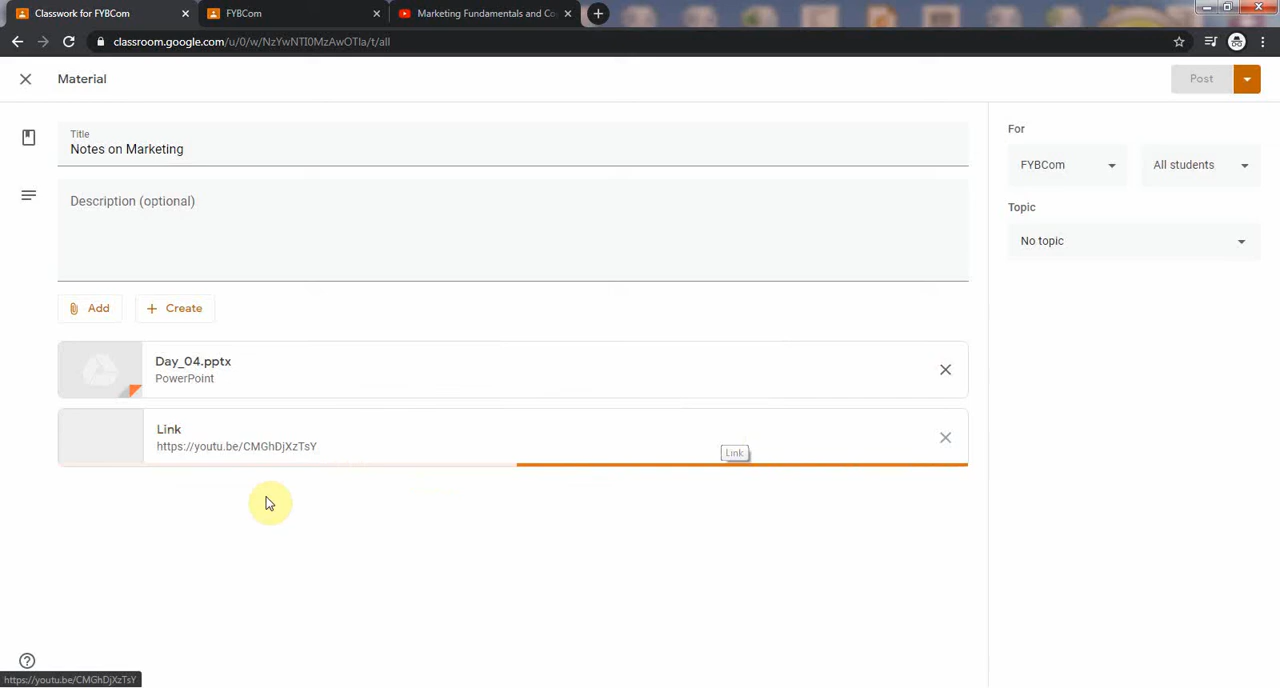 Classwork for FYBCom
FYBCom
Marketing Fundamentals and Co
classroom.google.com/u/0/w/NzYwNTI0MzAwOTIa/t/all
Material
Post
Title
Notes on Marketing
Description (optional)
Add
Create
Day_04.pptx
PowerPoint
Link
https://youtu.be/CMGhDjXzTsY
Link
For
FYBCom
All students
Topic
No topic
https://youtu.be/CMGhDjXzTsY